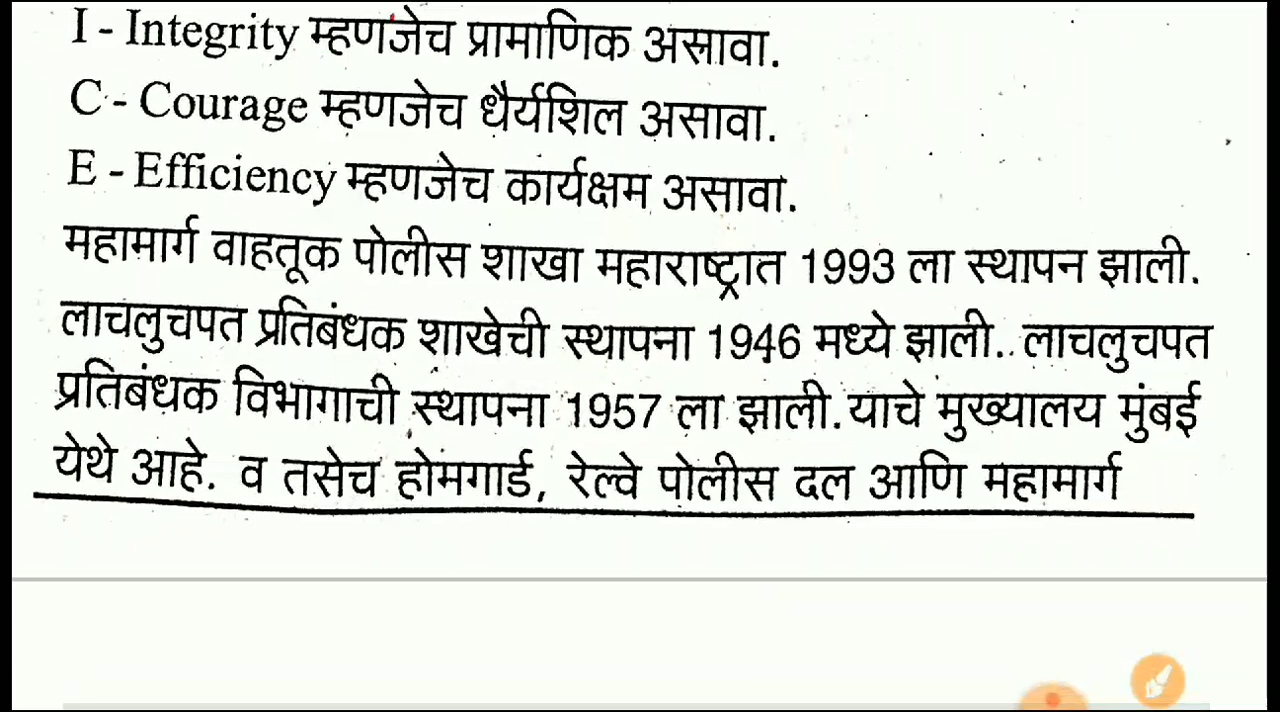 I - Integrity म्हणजेच प्रामाणिक असावा.
C - Courage म्हणजेच धैर्यशिल असावा.
E - Efficiency म्हणजेच कार्यक्षम असावा.
महामार्ग वाहतूक पोलीस शाखा महाराष्ट्रात 1993 ला स्थापन झाली.
लाचलुचपत प्रतिबंधक शाखेची स्थापना 1946 मध्ये झाली. लाचलुचपत
प्रतिबंधक विभागाची स्थापना 1957 ला झाली. याचे मुख्यालय मुंबई
येथे आहे. व तसेच होमगार्ड, रेल्वे पोलीस दल आणि महामार्ग